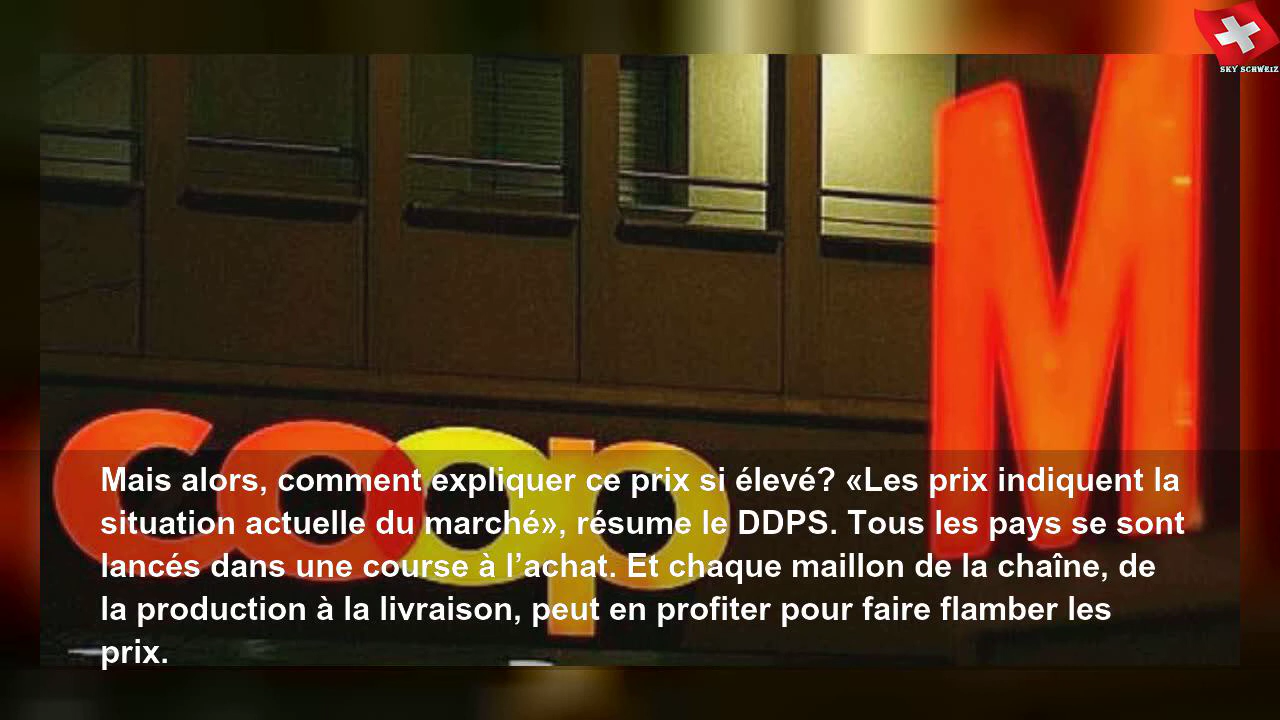 SKY SCHWEIZ
M
coop
Mais alors, comment expliquer ce prix si élevé? «Les prix indiquent la
situation actuelle du marché», résume le DDPS. Tous les pays se sont
lancés dans une course à l’achat. Et chaque maillon de la chaîne, de
la production à la livraison, peut en profiter pour faire flamber les
prix.